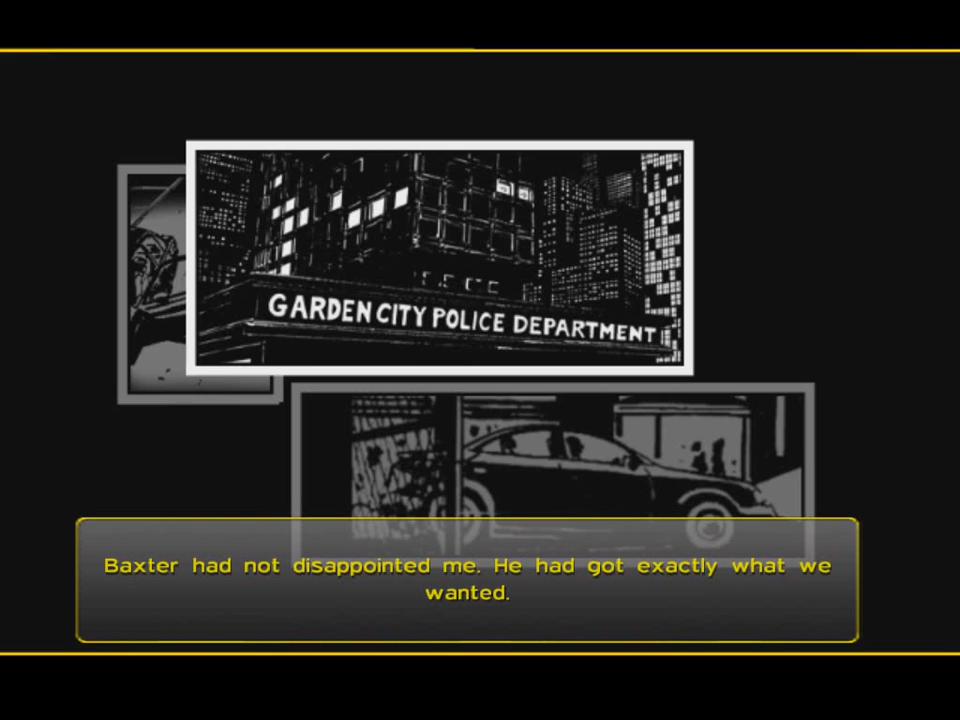 GARDEN CITY POLICE DEPARTMENT
Baxter had not disappointed me. He had got exactly what we
wanted.